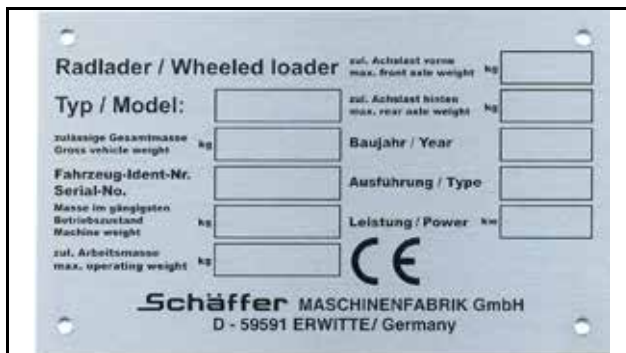 Radlader / Wheeled loader
Typ / Model:
zulässige Gesamtmasse
Gross vehicle weight kg
Fahrzeug-Ident-Nr.
Serial-No.
Masse im gängigsten
Betriebszustand
Machine weight kg
zul. Arbeitsmasse
max. operating weight kg
zul. Achslast vorne
max. front axle weight kg
zul. Achslast hinten
max. rear axle weight kg
Baujahr / Year
Ausführung / Type
Leistung / Power kw
CE
Schäffer MASCHINENFABRIK GmbH
D - 59591 ERWITTE/ Germany